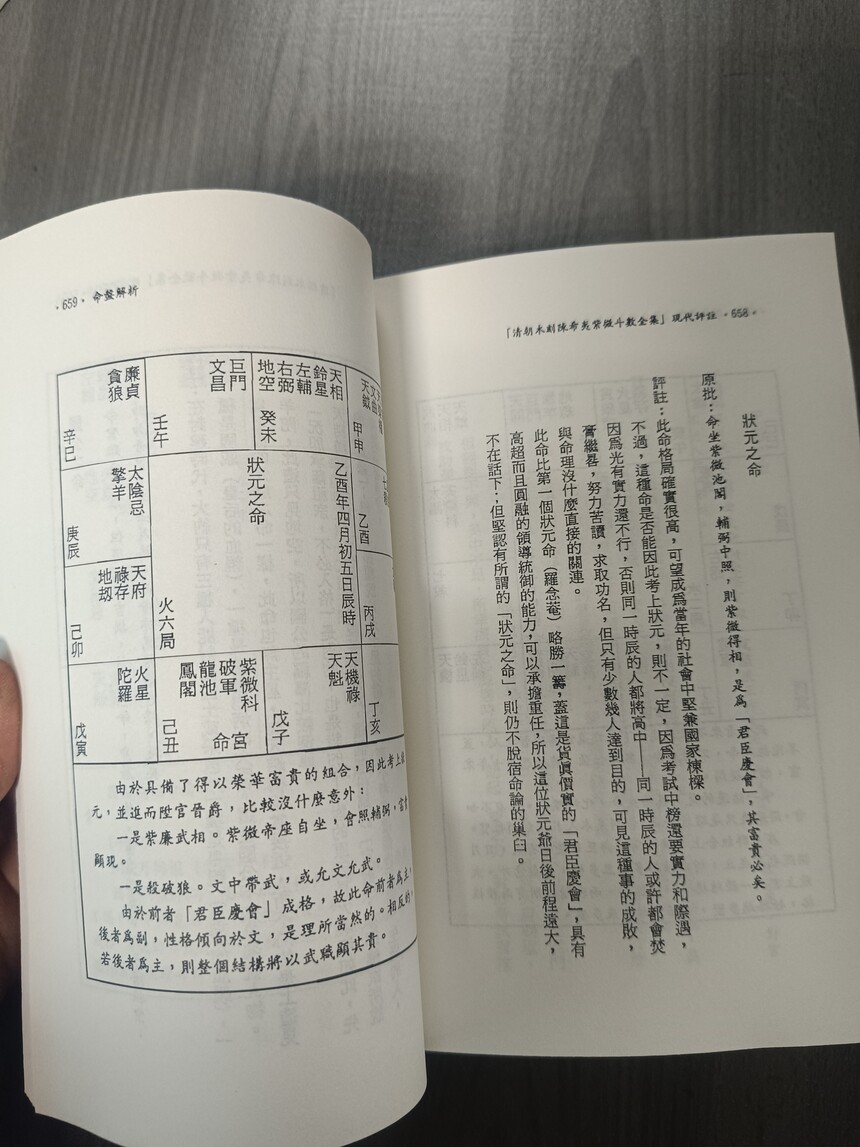 「清朝木刻陳希夷紫微斗數全集」現代評註 ·658·
狀元之命
原批：命坐紫微池閣，輔弼中照，則紫微得相，是為「君臣慶會」，其富貴必矣。
評註：此命格局確實很高，可望成為當年的社會中堅兼國家棟樑。
不過，這種命是否能因此考上狀元，則不一定，因為考試中榜還要實力和際遇，
因為光有實力還不行，否則同一時辰的人都將高中——同一時辰的人或許都會焚
膏繼晷，努力苦讀，求取功名，但只有少數幾人達到目的，可見這種事的成敗，
與命理沒什麼直接的關連。
此命比第一個狀元命（羅念菴）略勝一籌，蓋這是貨真價實的「君臣慶會」，具有
高超而且圓融的領導統御的能力，可以承擔重任，所以這位狀元爺日後前程遠大，
不在話下；但堅認有所謂的「狀元之命」，則仍不脫宿命論的巢臼。
·659· 命盤解析
文曲
天鉞
甲申
天相
鈴星
左輔
右弼
地空
癸未
巨門
文昌
壬午
廉貞
貪狼
辛巳
乙酉
狀元之命
乙酉年四月初五日辰時
火六局
太陰忌
擎羊
庚辰
丙戌
天府
祿存
地劫
己卯
丁亥
天機祿
天魁
戊子
紫微科
破軍
龍池
鳳閣
命宮
己丑
火星
陀羅
戊寅
由於具備了得以榮華富貴的組合，因此考上
元，並進而陞官晉爵，比較沒什麼意外：
一是紫廉武相。紫微帝座自坐，會照輔弼，富
顯現。
一是殺破狼。文中帶武，或允文允武。
由於前者「君臣慶會」成格，故此命前者為主，
後者為副，性格傾向於文，是理所當然的。相反的，
若後者為主，則整個結構將以武職顯其貴。